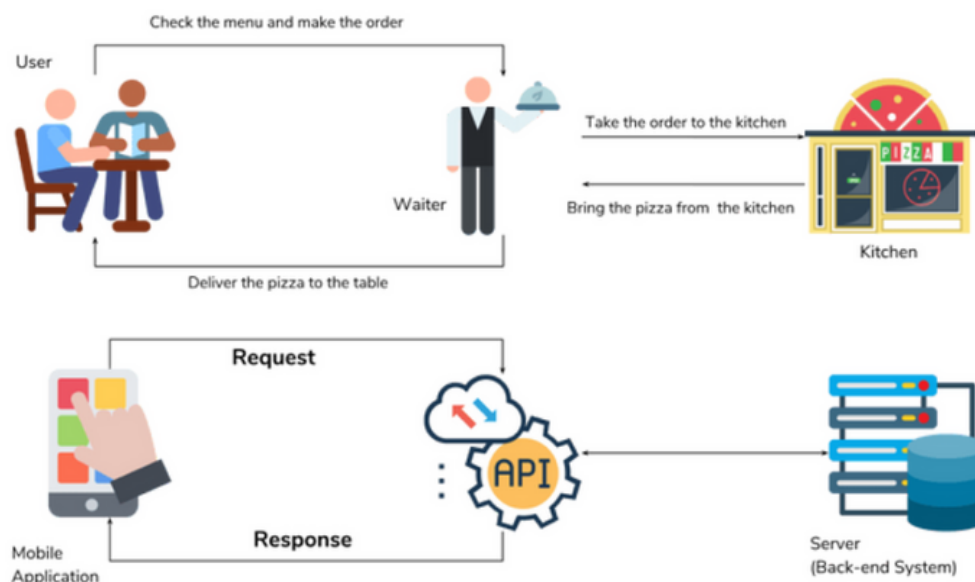 Check the menu and make the order
User
Take the order to the kitchen
Waiter
Bring the pizza from the kitchen
PIZZA
Kitchen
Deliver the pizza to the table
Request
API
Response
Mobile
Application
Server
(Back-end System)